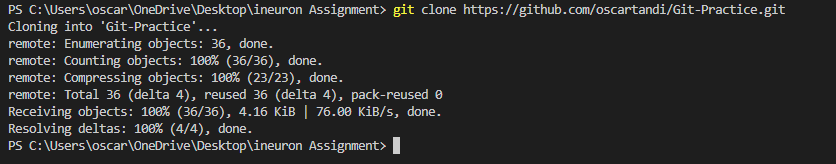 PS C:\Users\oscar\OneDrive\Desktop\ineuron Assignment> git clone https://github.com/oscartandi/Git-Practice.git
Cloning into 'Git-Practice'...
remote: Enumerating objects: 36, done.
remote: Counting objects: 100% (36/36), done.
remote: Compressing objects: 100% (23/23), done.
remote: Total 36 (delta 4), reused 36 (delta 4), pack-reused 0
Receiving objects: 100% (36/36), 4.16 KiB | 76.00 KiB/s, done.
Resolving deltas: 100% (4/4), done.
PS C:\Users\oscar\OneDrive\Desktop\ineuron Assignment>